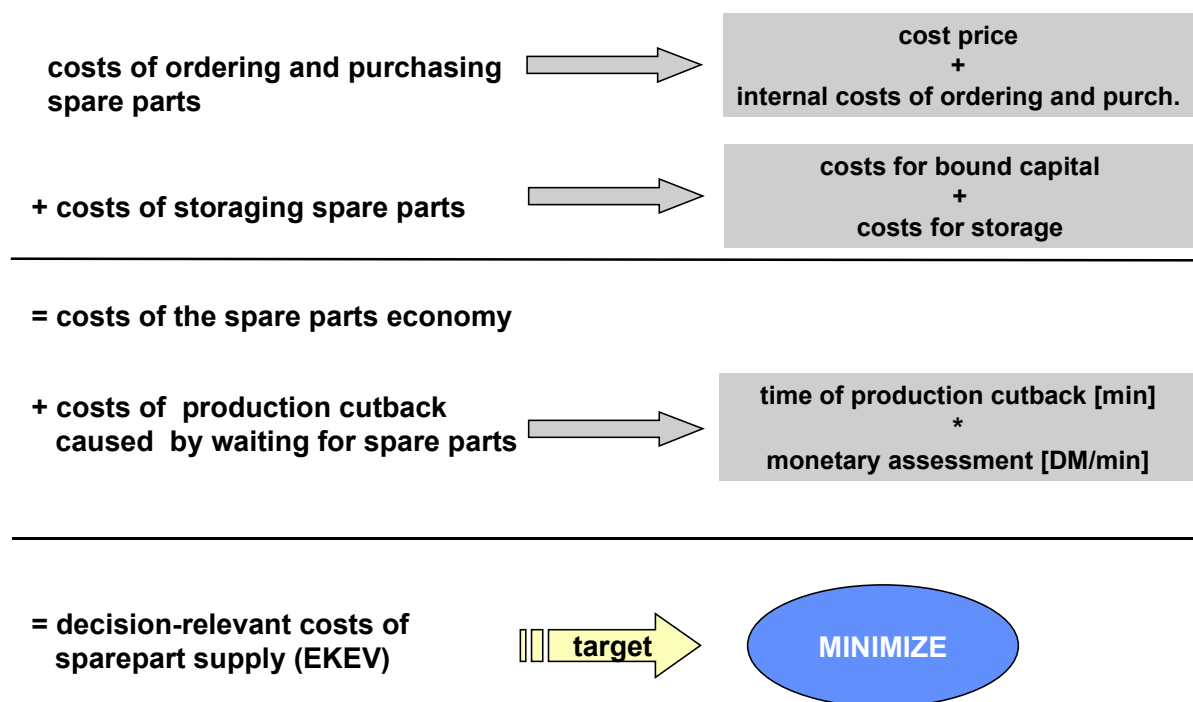 costs of ordering and purchasing
spare parts
cost price
+
internal costs of ordering and purch.
+ costs of storaging spare parts
costs for bound capital
+
costs for storage
= costs of the spare parts economy
+ costs of  production cutback
caused  by waiting for spare parts
time of production cutback [min]
*
monetary assessment [DM/min]
= decision-relevant costs of
sparepart supply (EKEV)
target
MINIMIZE